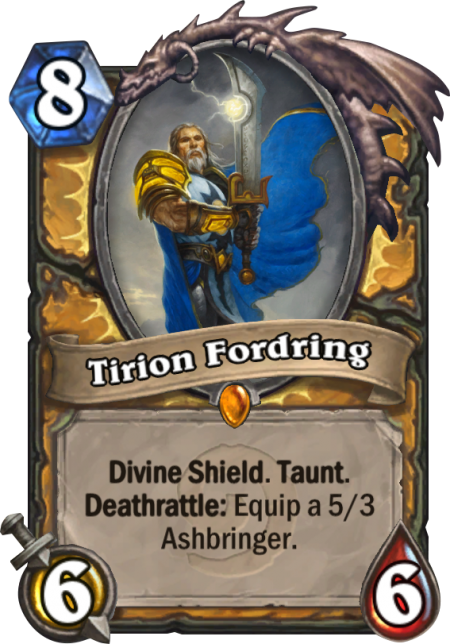 8
Tirion Fordring
Divine Shield. Taunt.
Deathrattle: Equip a 5/3
Ashbringer.
6
6